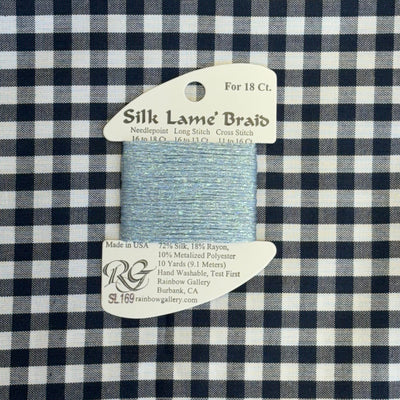 For 18 Ct.
Silk Lame' Braid
Needlepoint Long Stitch Cross Stitch
16 to 18 Ct. 16 to 13 Ct. 11 to 16 Ct.
Made in USA
72% Silk, 18% Rayon,
10% Metalized Polyester
10 Yards (9.1 Meters)
Hand Washable, Test First
Rainbow Gallery
Burbank, CA
RG
SL169 rainbowgallery.com